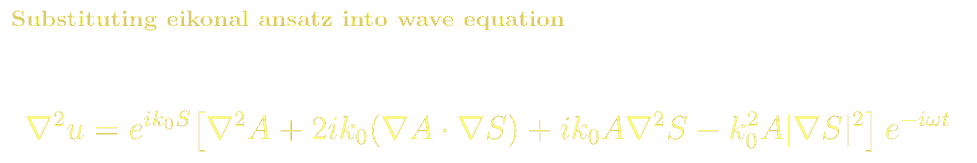 Substituting eikonal ansatz into wave equation
∇²u = e^{ik₀S}[∇²A + 2ik₀(∇A · ∇S) + ik₀A∇²S − k₀²A|∇S|²] e^{−iωt}